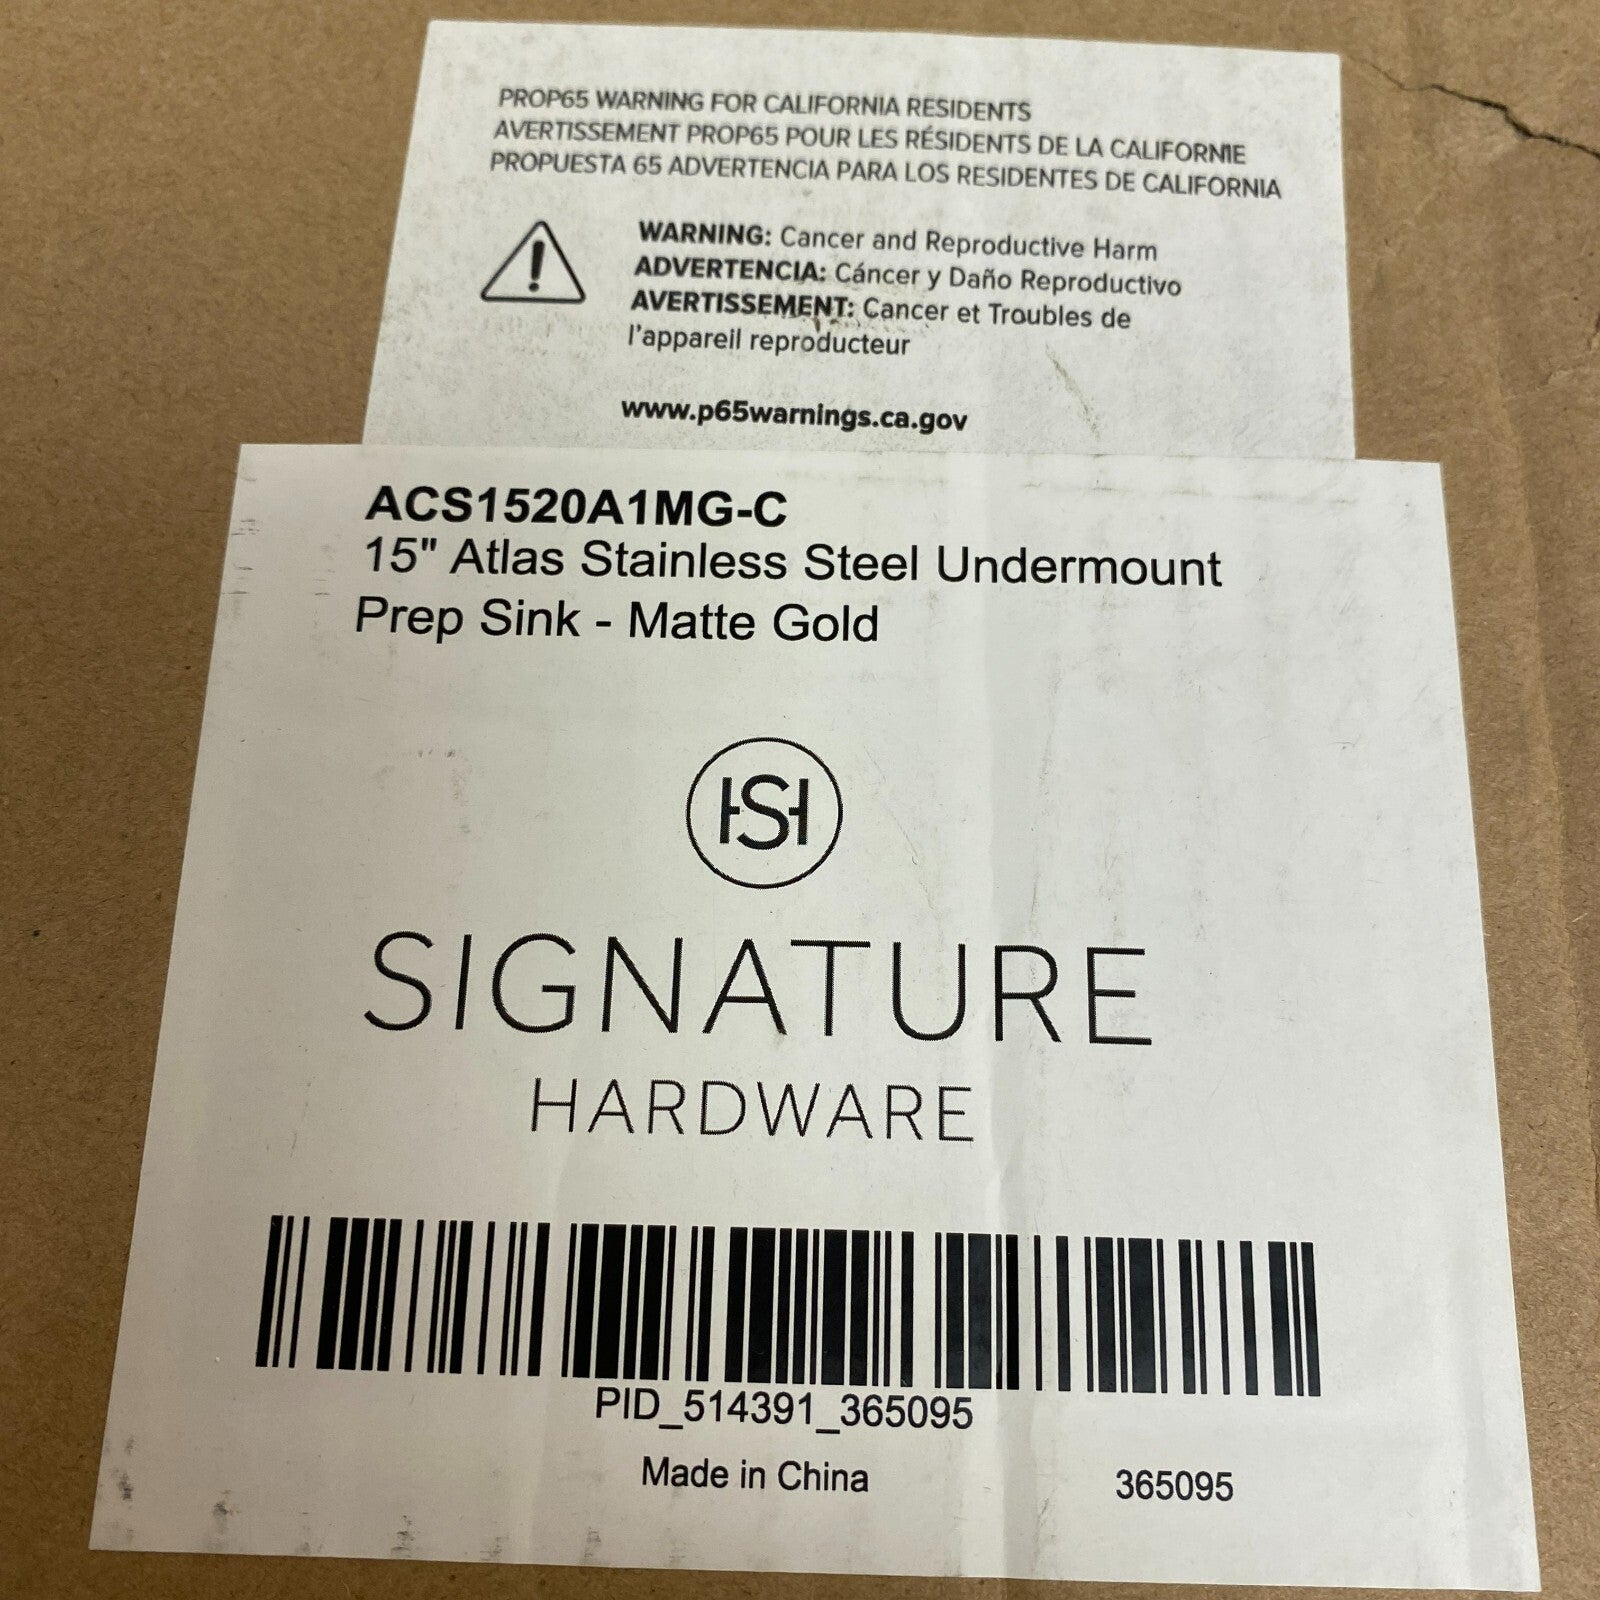 PROP65 WARNING FOR CALIFORNIA RESIDENTS
AVERTISSEMENT PROP65 POUR LES RÉSIDENTS DE LA CALIFORNIE
PROPUESTA 65 ADVERTENCIA PARA LOS RESIDENTES DE CALIFORNIA
WARNING: Cancer and Reproductive Harm
ADVERTENCIA: Cáncer y Daño Reproductivo
AVERTISSEMENT: Cancer et Troubles de
l'appareil reproducteur
www.p65warnings.ca.gov
ACS1520A1MG-C
15" Atlas Stainless Steel Undermount
Prep Sink - Matte Gold
HSH
SIGNATURE
HARDWARE
PID_514391_365095
Made in China 365095